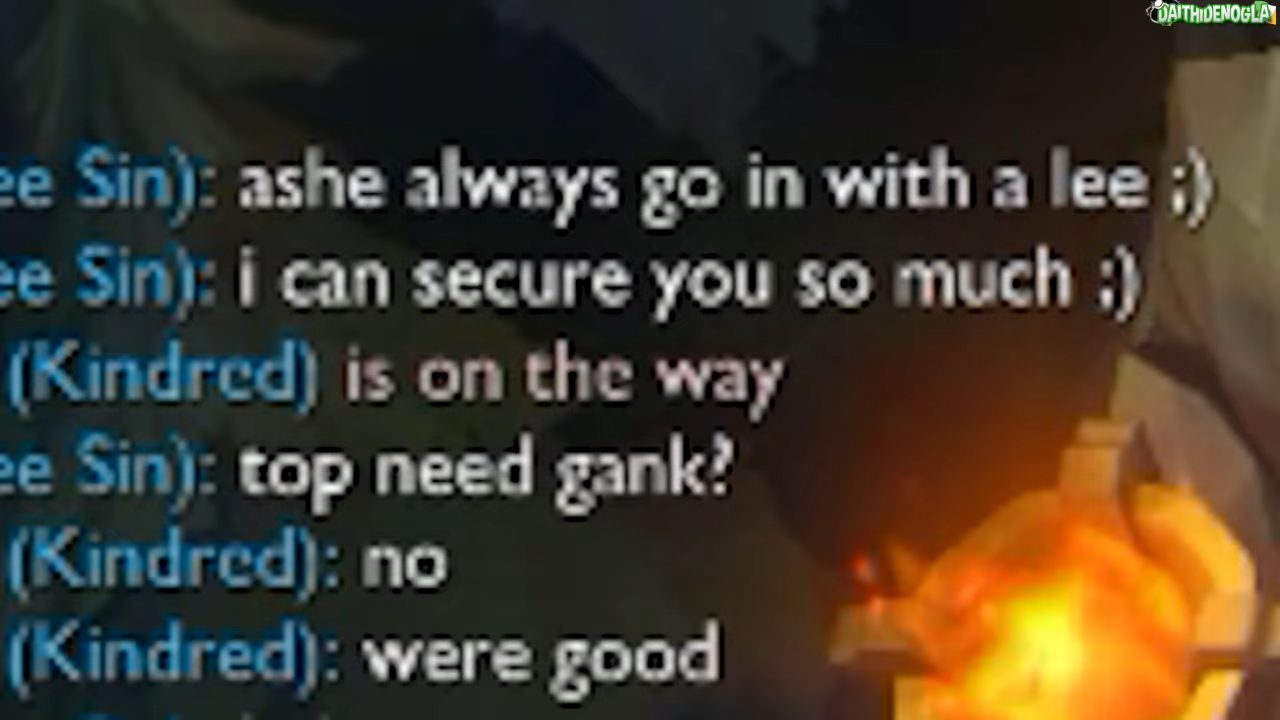 DAITHIDENOGLA
ee Sin): ashe always go in with a lee ;)
ee Sin): i can secure you so much ;)
(Kindred) is on the way
ee Sin): top need gank?
(Kindred): no
(Kindred): were good